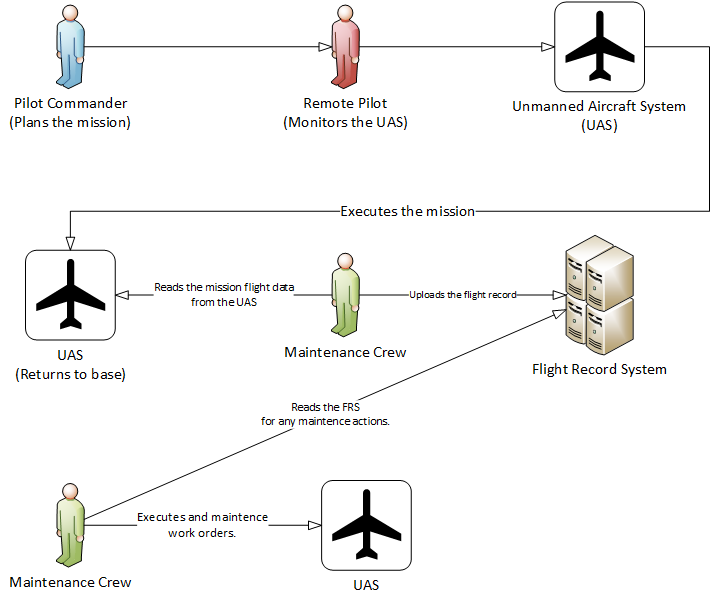 Pilot Commander
(Plans the mission)
Remote Pilot
(Monitors the UAS)
Unmanned Aircraft System
(UAS)
Executes the mission
Reads the mission flight data
from the UAS
Uploads the flight record
UAS
(Returns to base)
Maintenance Crew
Flight Record System
Reads the FRS
for any maintence actions.
Executes and maintence
work orders.
Maintenance Crew
UAS